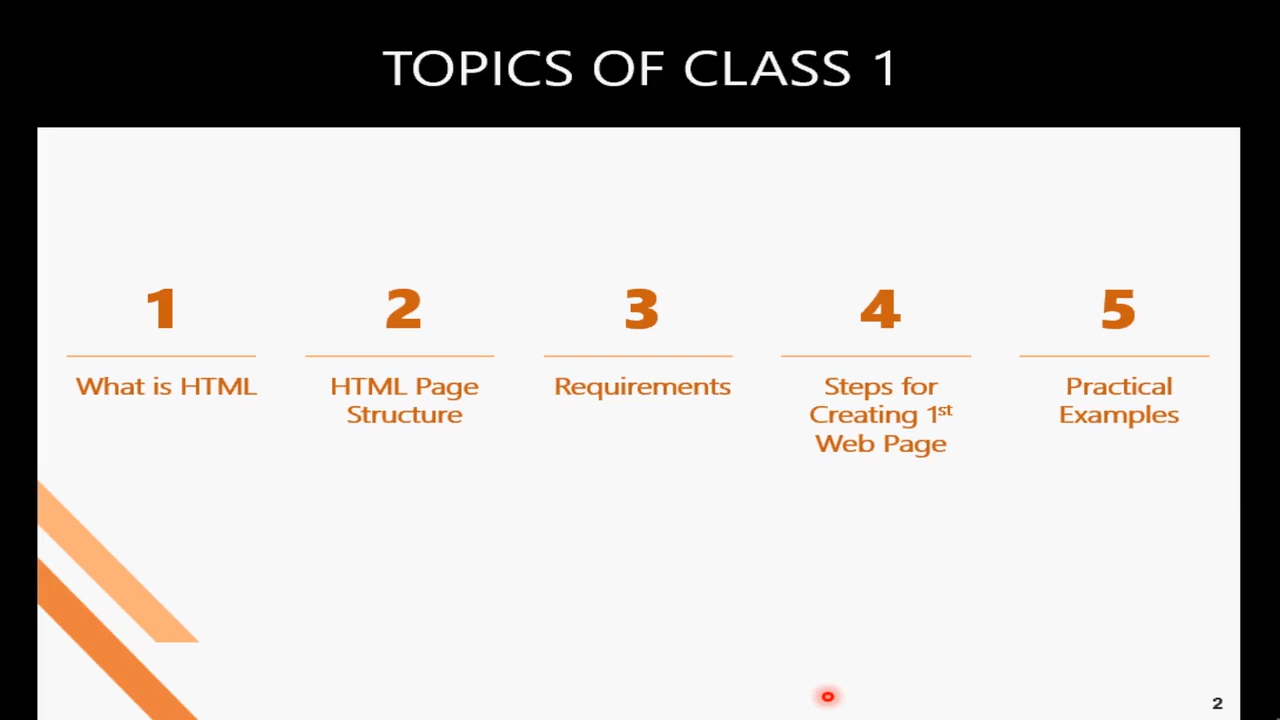 TOPICS OF CLASS 1
1
What is HTML
2
HTML Page
Structure
3
Requirements
4
Steps for
Creating 1st
Web Page
5
Practical
Examples
2